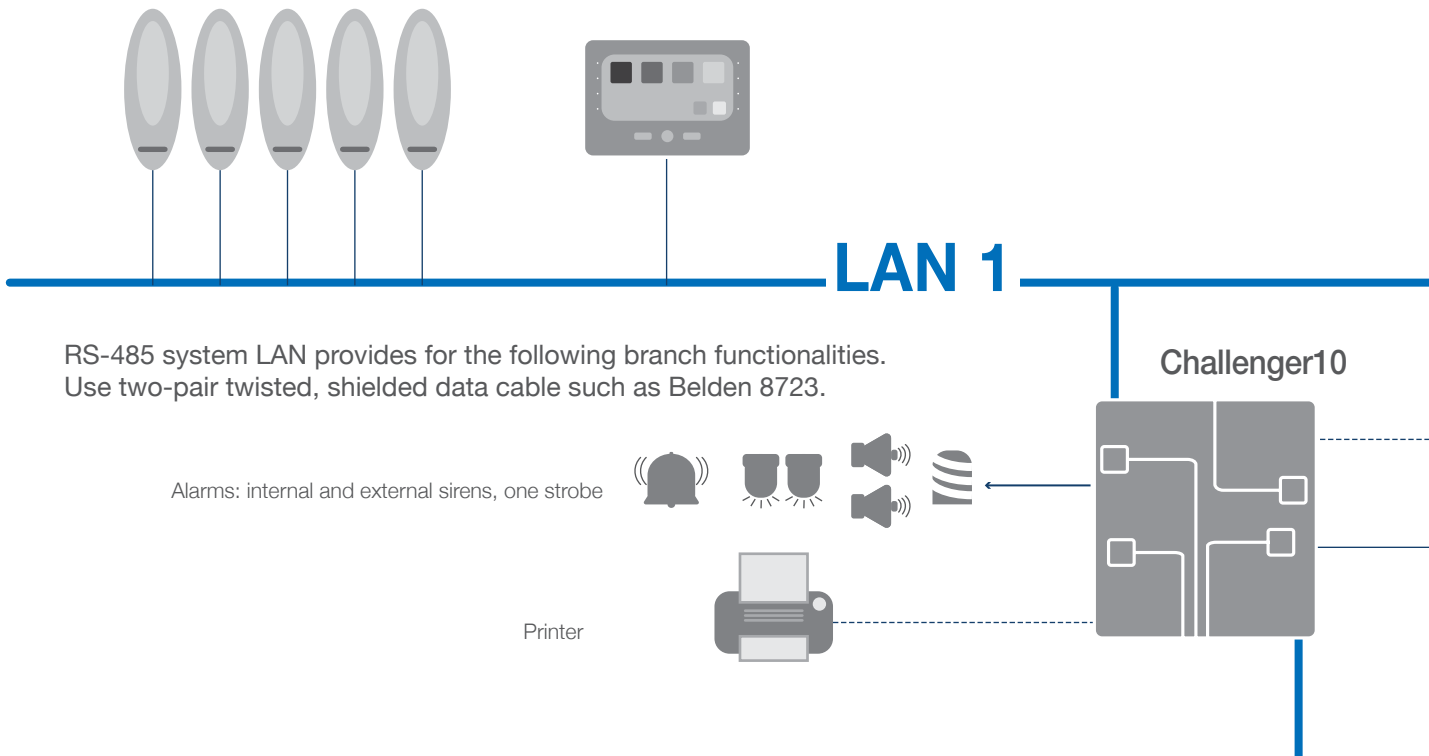 LAN 1
RS-485 system LAN provides for the following branch functionalities.
Use two-pair twisted, shielded data cable such as Belden 8723.
Challenger10
Alarms: internal and external sirens, one strobe
Printer